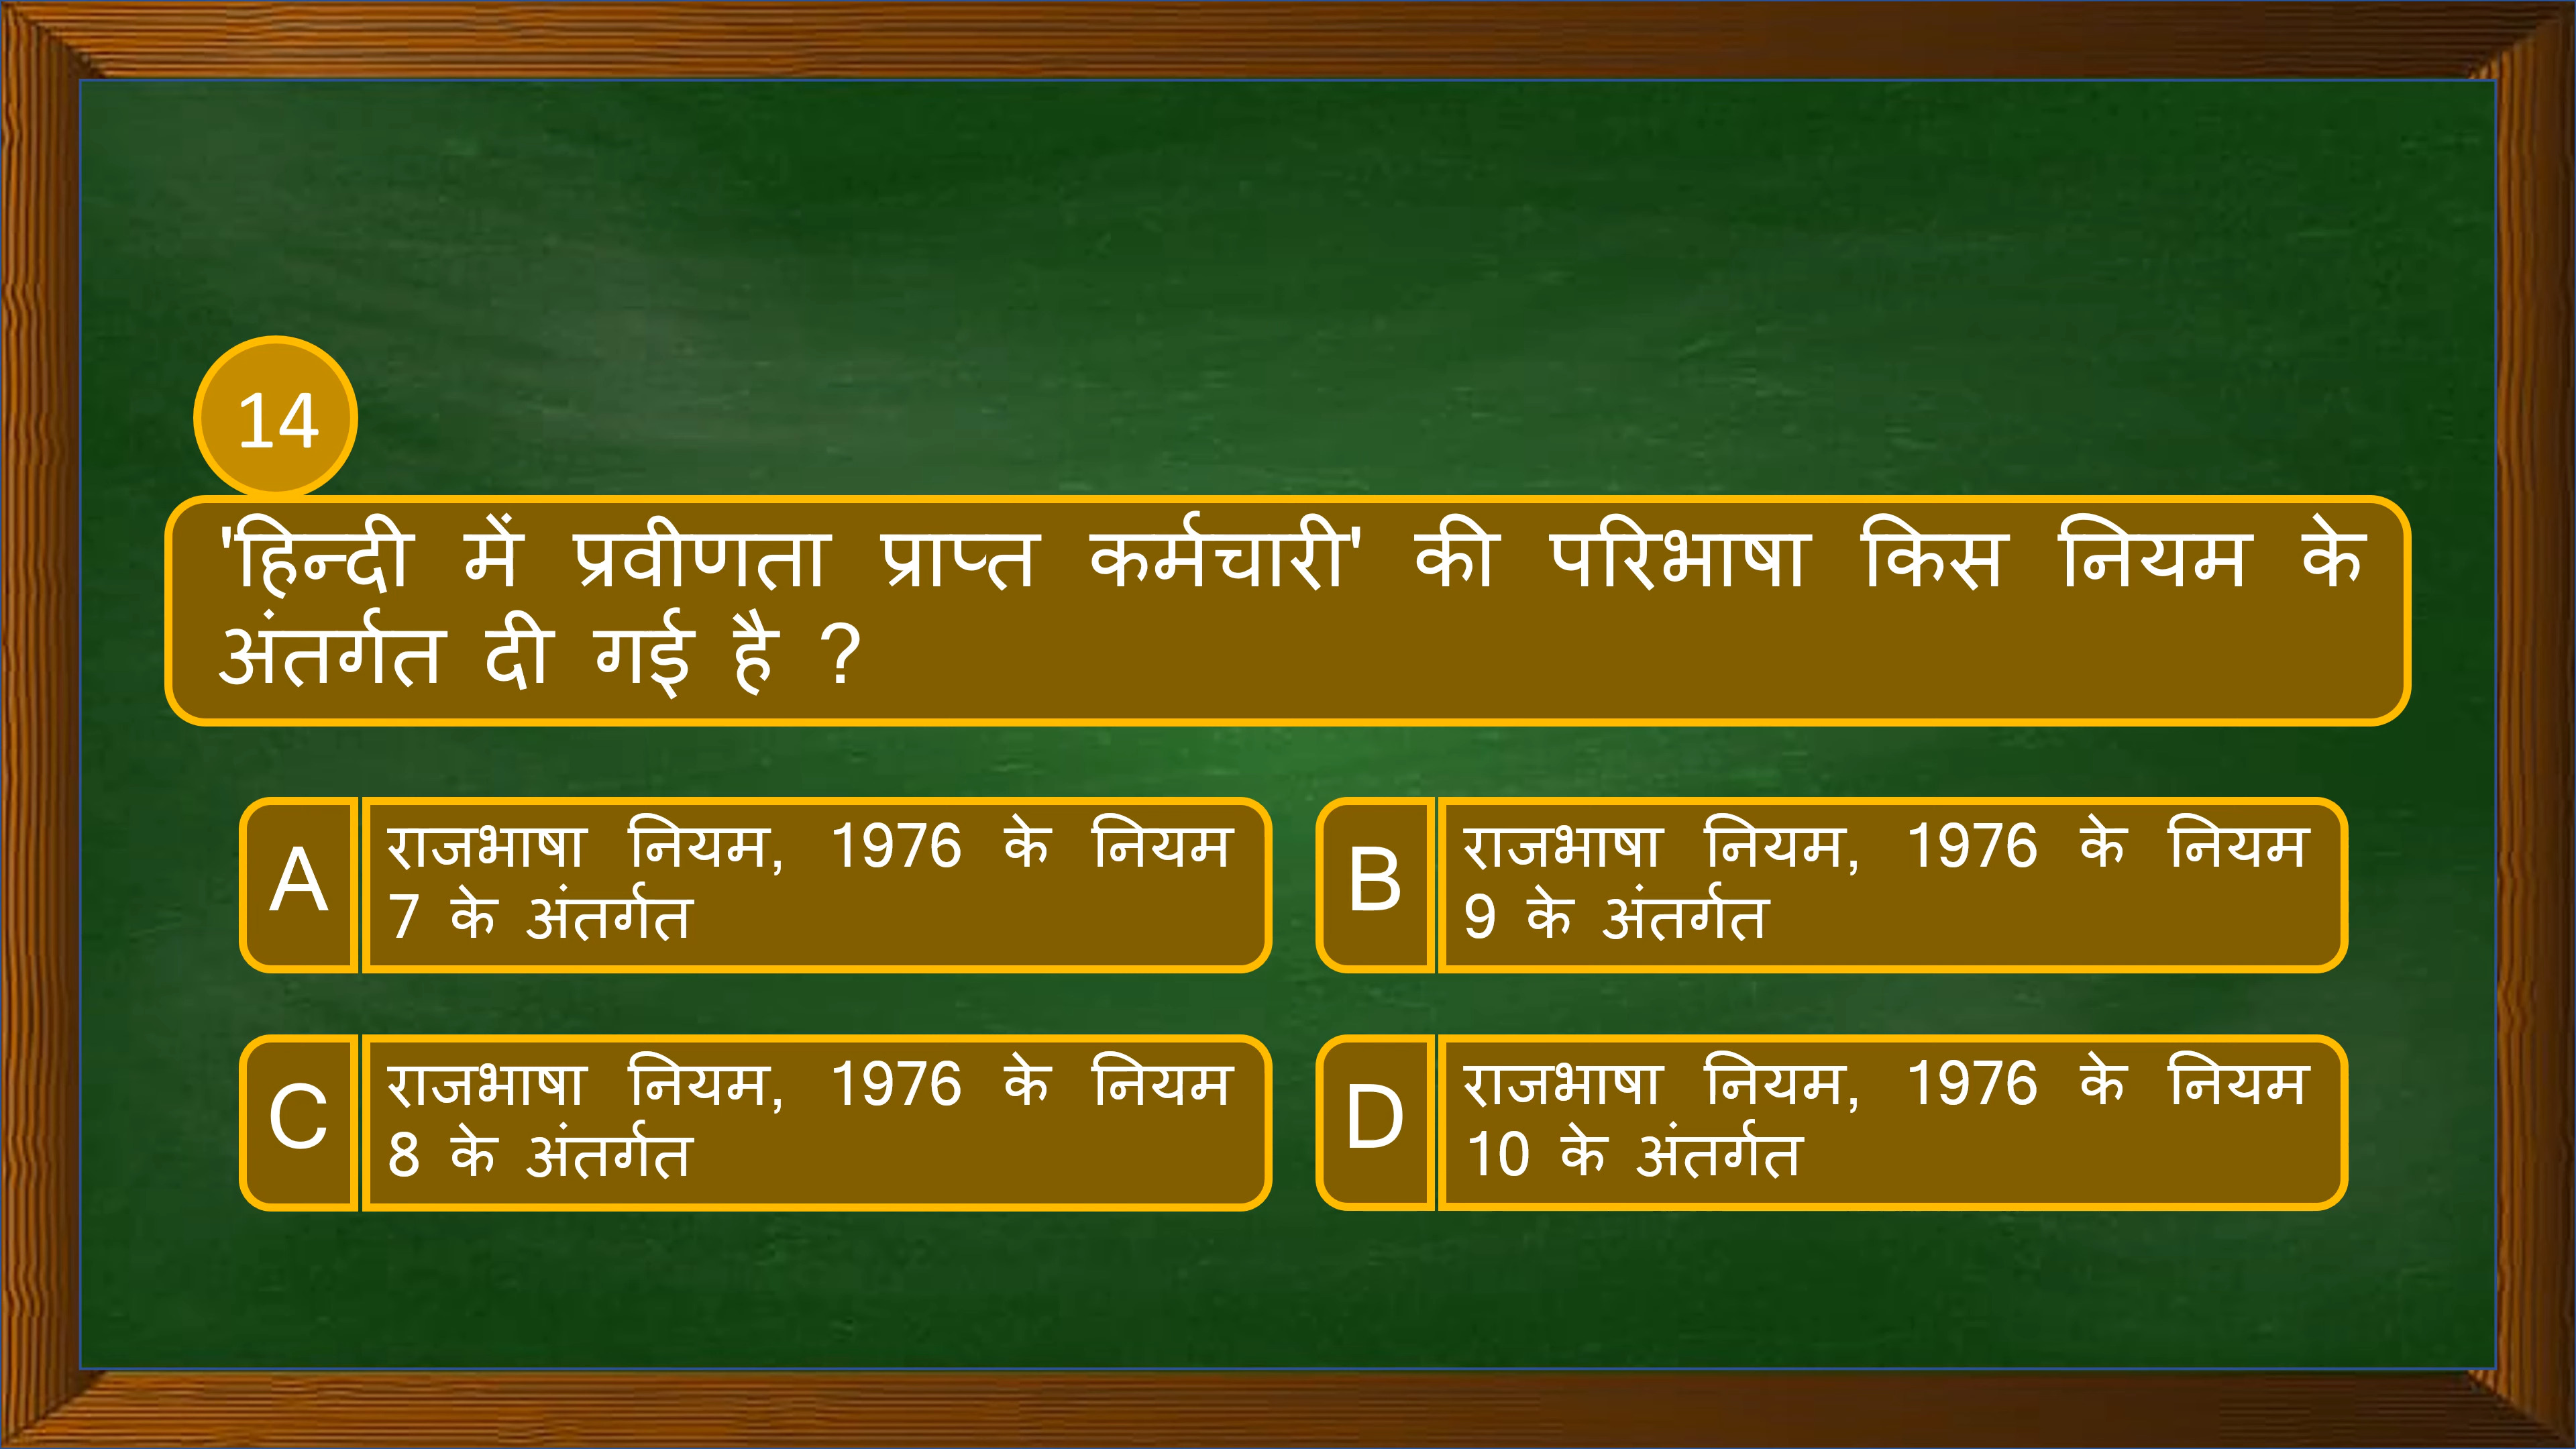 14
'हिन्दी में प्रवीणता प्राप्त कर्मचारी' की परिभाषा किस नियम के
अंतर्गत दी गई है ?
A
राजभाषा नियम, 1976 के नियम
7 के अंतर्गत
B
राजभाषा नियम, 1976 के नियम
9 के अंतर्गत
C
राजभाषा नियम, 1976 के नियम
8 के अंतर्गत
D
राजभाषा नियम, 1976 के नियम
10 के अंतर्गत